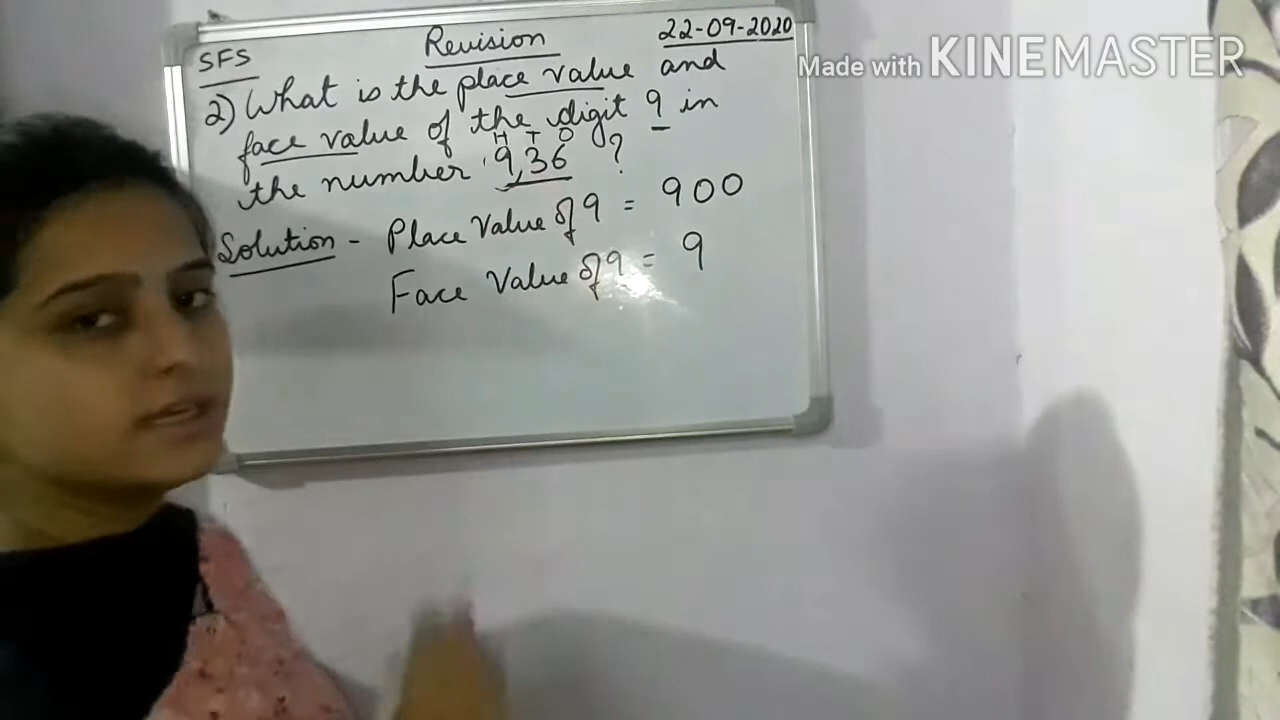 SFS Revision 22-09-2020
Made with KINEMASTER
2) What is the place value and
face value of the digit 9 in
H T O
the number 9,36 ?
Solution - Place Value of 9 = 900
Face Value of 9 = 9